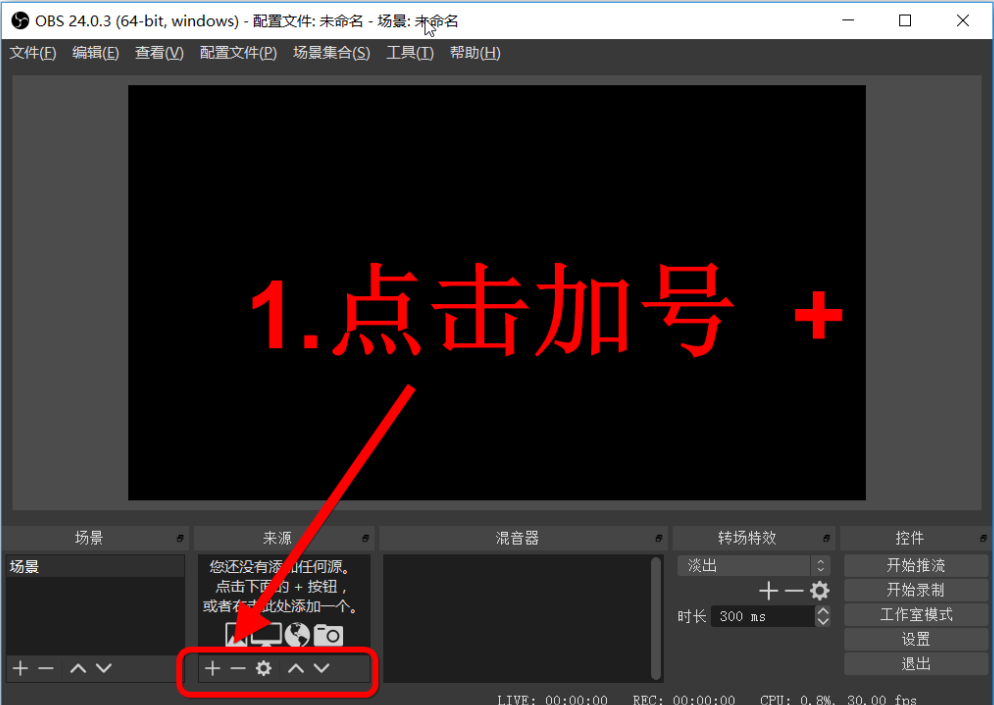 OBS 24.0.3 (64-bit, windows) - 配置文件: 未命名 - 场景: 未命名
文件(F) 编辑(E) 查看(V) 配置文件(P) 场景集合(S) 工具(T) 帮助(H)
1.点击加号 +
场景 来源 混音器 转场特效 控件
场景
您还没有添加任何源。
点击下面的 + 按钮,
或者右击此处添加一个。
淡出
时长 300 ms
开始推流
开始录制
工作室模式
设置
退出
LIVE: 00:00:00 REC: 00:00:00 CPU: 0.8%, 30.00 fps